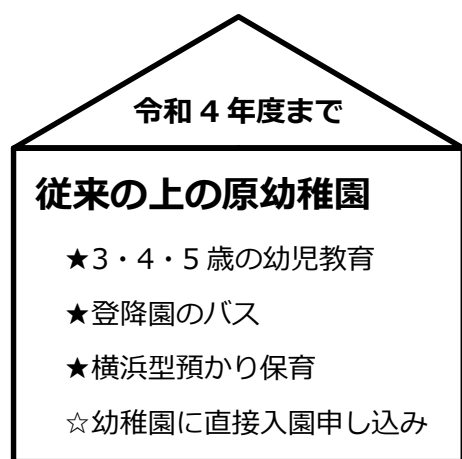 令和４年度まで
従来の上の原幼稚園
★3・4・5 歳の幼児教育
★登降園のバス
★横浜型預かり保育
☆幼稚園に直接入園申し込み